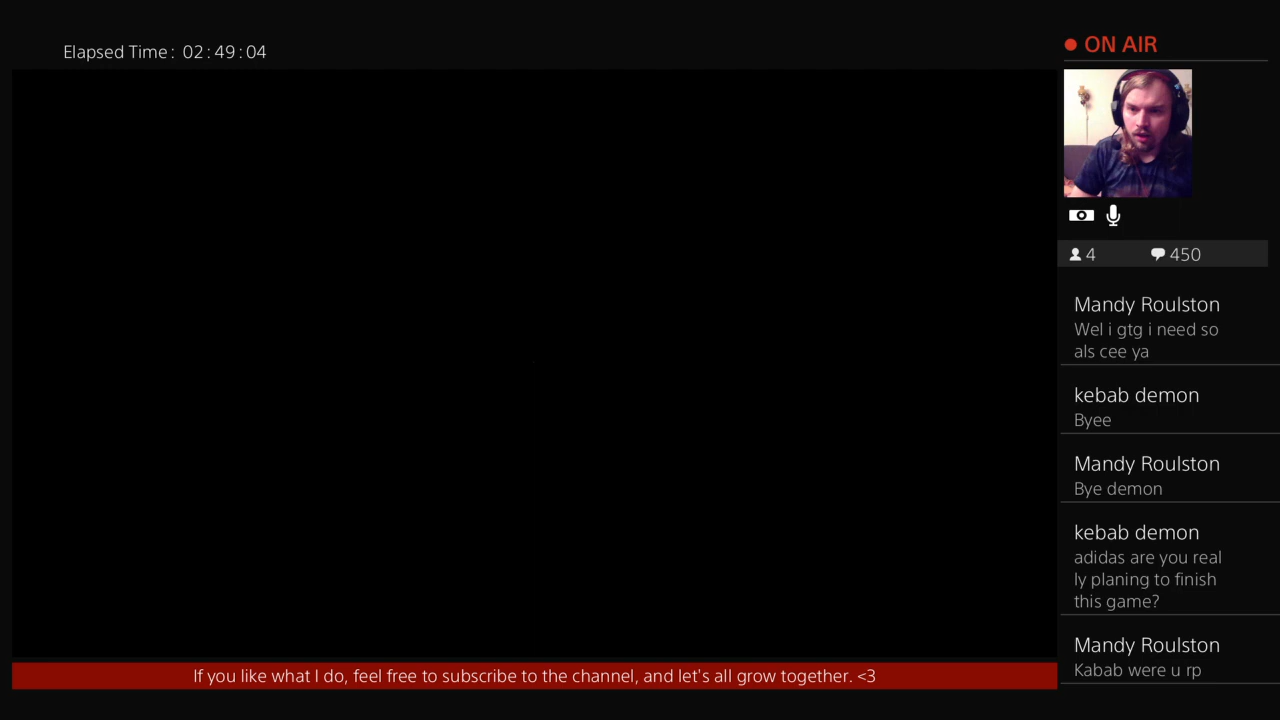 Elapsed Time: 02:49:04
ON AIR
4 450
Mandy Roulston
Wel i gtg i need so
als cee ya
kebab demon
Byee
Mandy Roulston
Bye demon
kebab demon
adidas are you real
ly planing to finish
this game?
Mandy Roulston
Kabab were u rp
If you like what I do, feel free to subscribe to the channel, and let's all grow together. <3